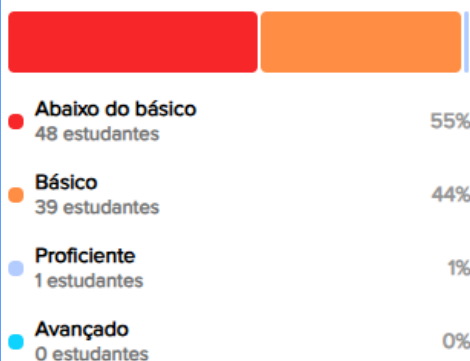 Abaixo do básico
48 estudantes
55%
Básico
39 estudantes
44%
Proficiente
1 estudantes
1%
Avançado
0 estudantes
0%